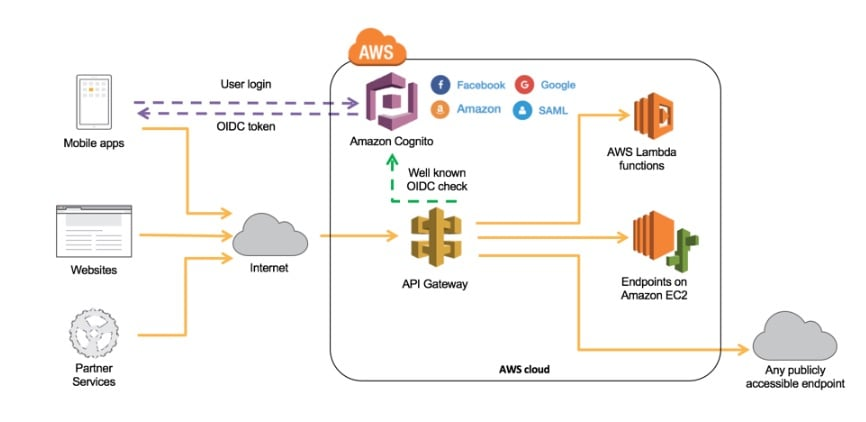 AWS
User login
Facebook
Google
Amazon
SAML
OIDC token
Mobile apps
Amazon Cognito
AWS Lambda
functions
Well known
OIDC check
Websites
Internet
API Gateway
Endpoints on
Amazon EC2
Partner
Services
AWS cloud
Any publicly
accessible endpoint